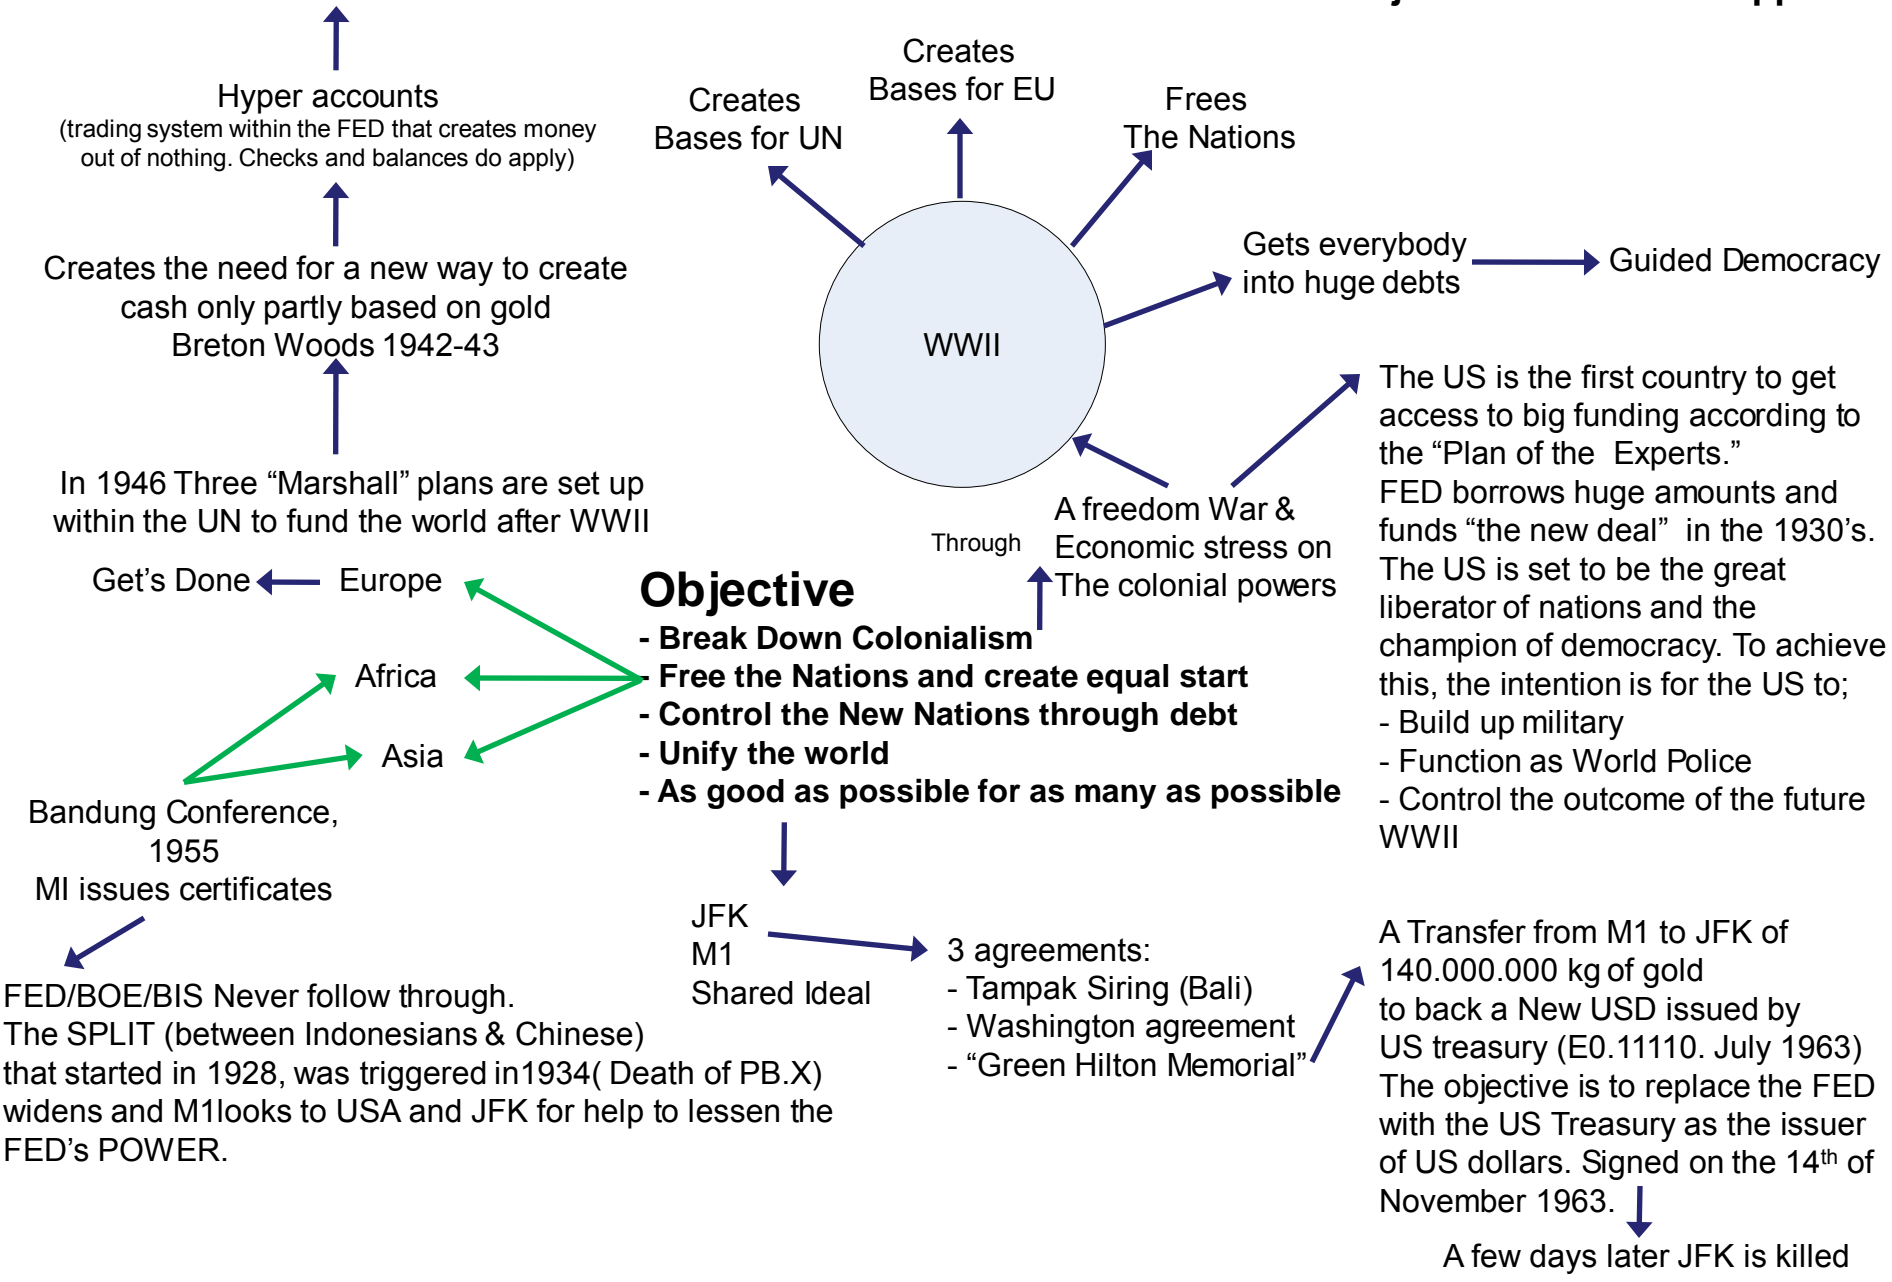 Hyper accounts
(trading system within the FED that creates money
out of nothing. Checks and balances do apply)
Creates the need for a new way to create
cash only partly based on gold
Breton Woods 1942-43
In 1946 Three “Marshall” plans are set up
within the UN to fund the world after WWII
Get’s Done
Europe
Africa
Asia
Bandung Conference,
1955
MI issues certificates
FED/BOE/BIS Never follow through.
The SPLIT (between Indonesians & Chinese)
that started in 1928, was triggered in1934( Death of PB.X)
widens and M1looks to USA and JFK for help to lessen the
FED’s POWER.
Creates
Bases for UN
Creates
Bases for EU
Frees
The Nations
Gets everybody
into huge debts
Guided Democracy
WWII
Through
A freedom War &
Economic stress on
The colonial powers
Objective
- Break Down Colonialism
- Free the Nations and create equal start
- Control the New Nations through debt
- Unify the world
- As good as possible for as many as possible
JFK
M1
Shared Ideal
3 agreements:
- Tampak Siring (Bali)
- Washington agreement
- “Green Hilton Memorial”
The US is the first country to get
access to big funding according to
the “Plan of the Experts.”
FED borrows huge amounts and
funds “the new deal” in the 1930’s.
The US is set to be the great
liberator of nations and the
champion of democracy. To achieve
this, the intention is for the US to;
- Build up military
- Function as World Police
- Control the outcome of the future
WWII
A Transfer from M1 to JFK of
140.000.000 kg of gold
to back a New USD issued by
US treasury (E0.11110. July 1963)
The objective is to replace the FED
with the US Treasury as the issuer
of US dollars. Signed on the 14th of
November 1963.
A few days later JFK is killed